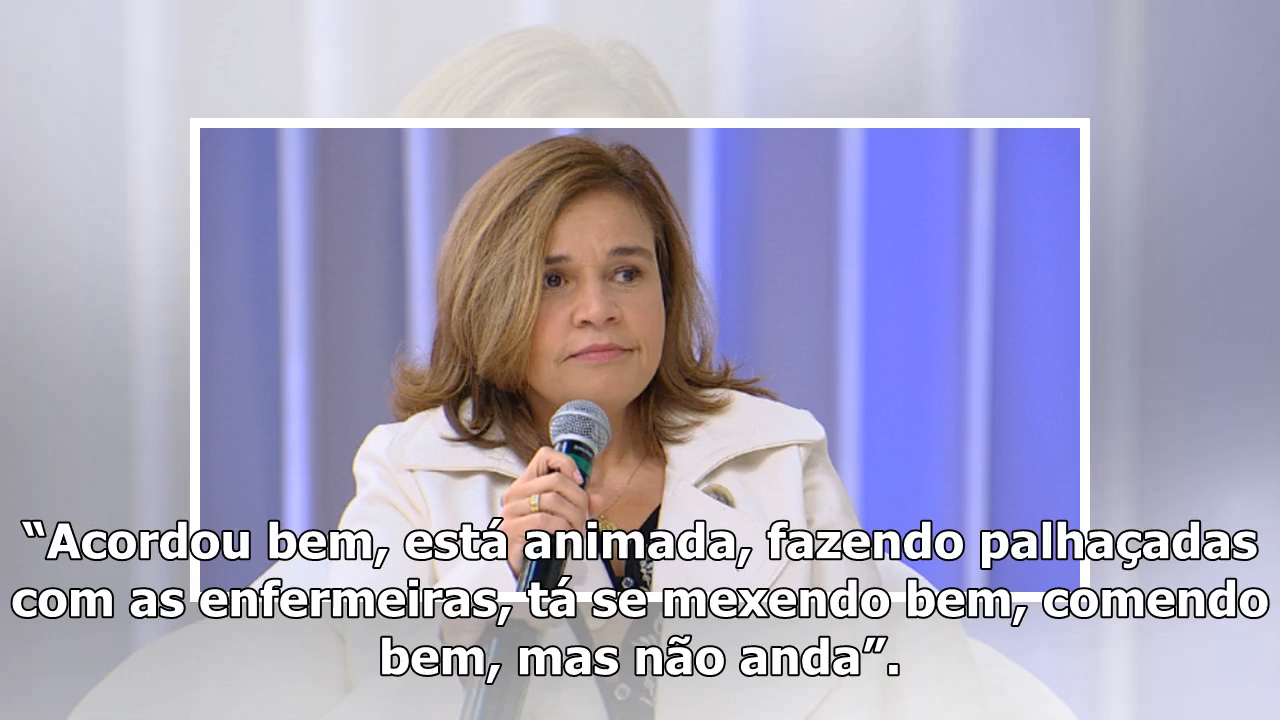 “Acordou bem, está animada, fazendo palhaçadas
com as enfermeiras, tá se mexendo bem, comendo
bem, mas não anda”.